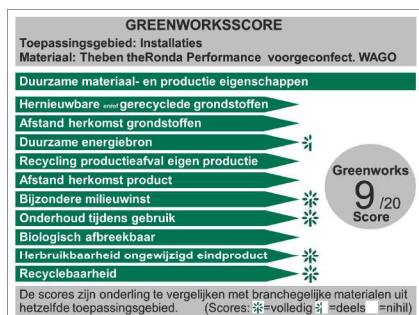 GREENWORKSSCORE
Toepassingsgebied: Installaties
Materiaal: Theben theRonda Performance voorgeconfect. WAGO
Duurzame materiaal- en productie eigenschappen
Hernieuwbare en/of gerecyclede grondstoffen
Afstand herkomst grondstoffen
Duurzame energiebron
Recycling productieafval eigen productie
Afstand herkomst product
Bijzondere milieuwinst
Onderhoud tijdens gebruik
Biologisch afbreekbaar
Herbruikbaarheid ongewijzigd eindproduct
Recyclebaarheid
Greenworks
9 /20
Score
De scores zijn onderling te vergelijken met branchegelijke materialen uit
hetzelfde toepassingsgebied. (Scores: =volledig =deels =nihil)